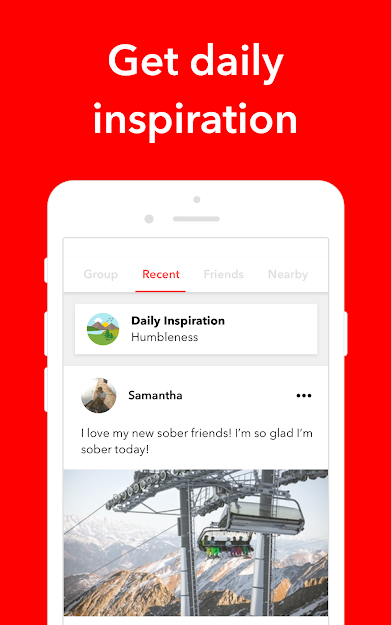 Get daily
inspiration
Group Recent Friends Nearby
Daily Inspiration
Humbleness
Samantha
I love my new sober friends! I'm so glad I'm
sober today!